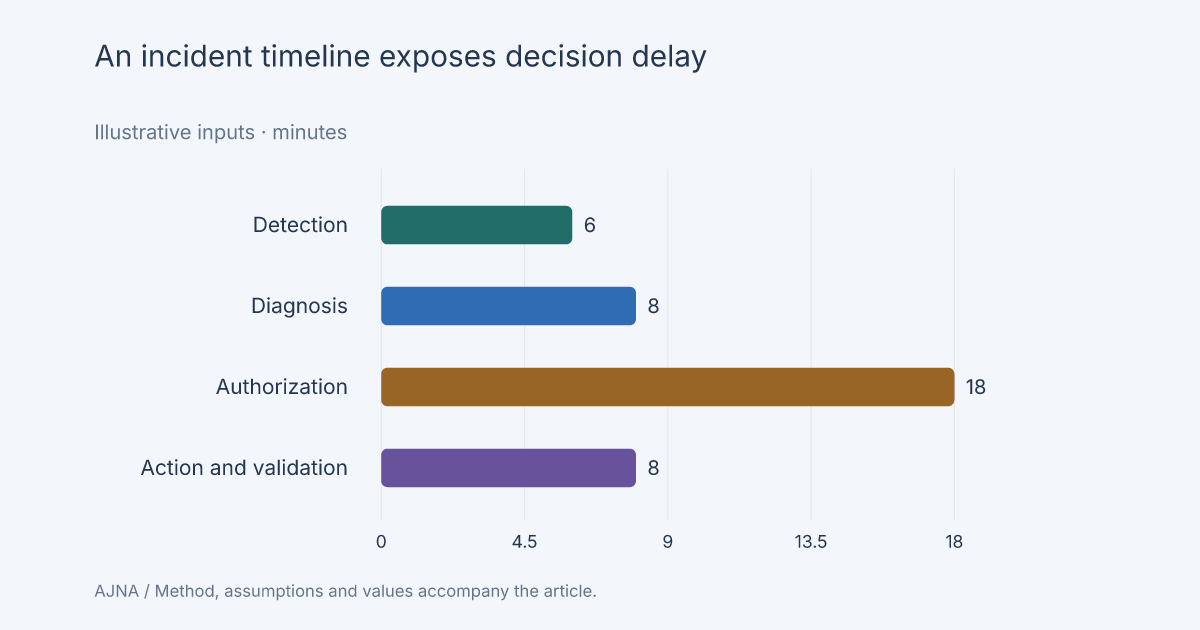 An incident timeline exposes decision delay
Illustrative inputs · minutes
Detection 6
Diagnosis 8
Authorization 18
Action and validation 8
0 4.5 9 13.5 18
AJNA / Method, assumptions and values accompany the article.